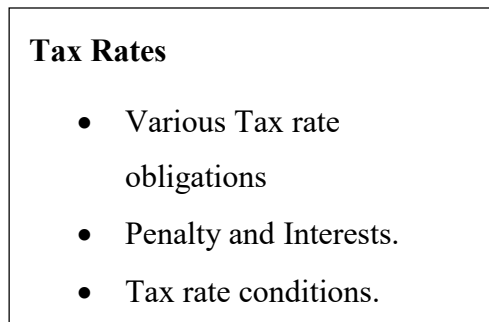 Tax Rates
• Various Tax rate
obligations
• Penalty and Interests.
• Tax rate conditions.